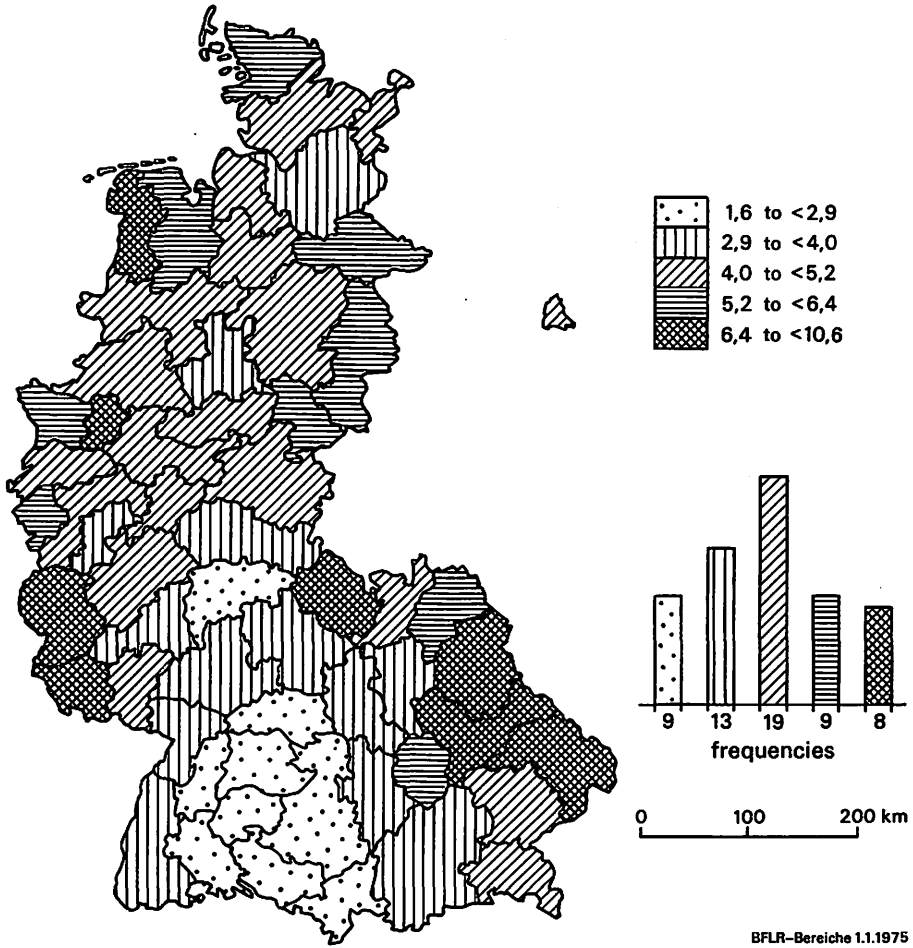 1,6 to <2,9
2,9 to <4,0
4,0 to <5,2
5,2 to <6,4
6,4 to <10,6
9 13 19 9 8
frequencies
0 100 200 km
BFLR-Bereiche 1.1.1975